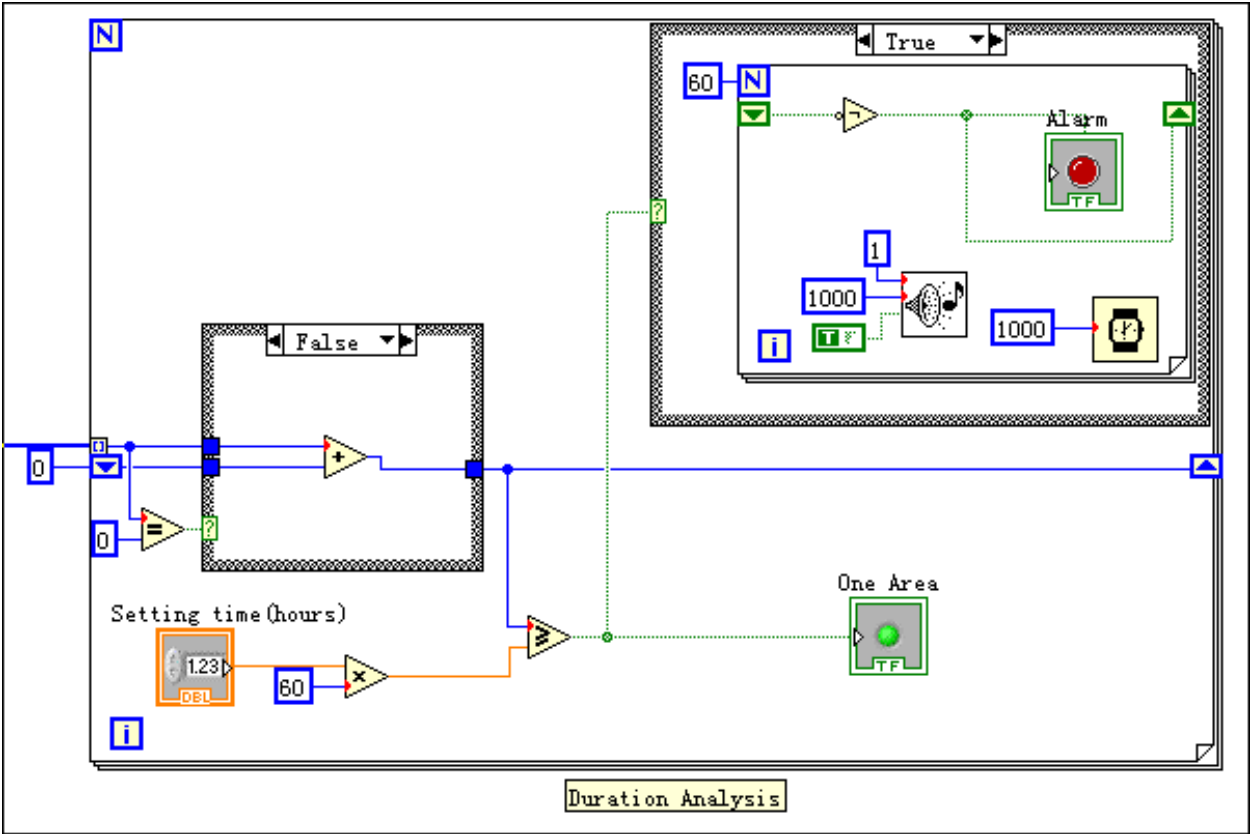 N
True
60
N
Alarm
TF
?
1
1000
T
1000
i
False
0
+
0
=
?
One Area
Setting time(hours)
TF
1.23
DBL
60
×
≥
i
Duration Analysis